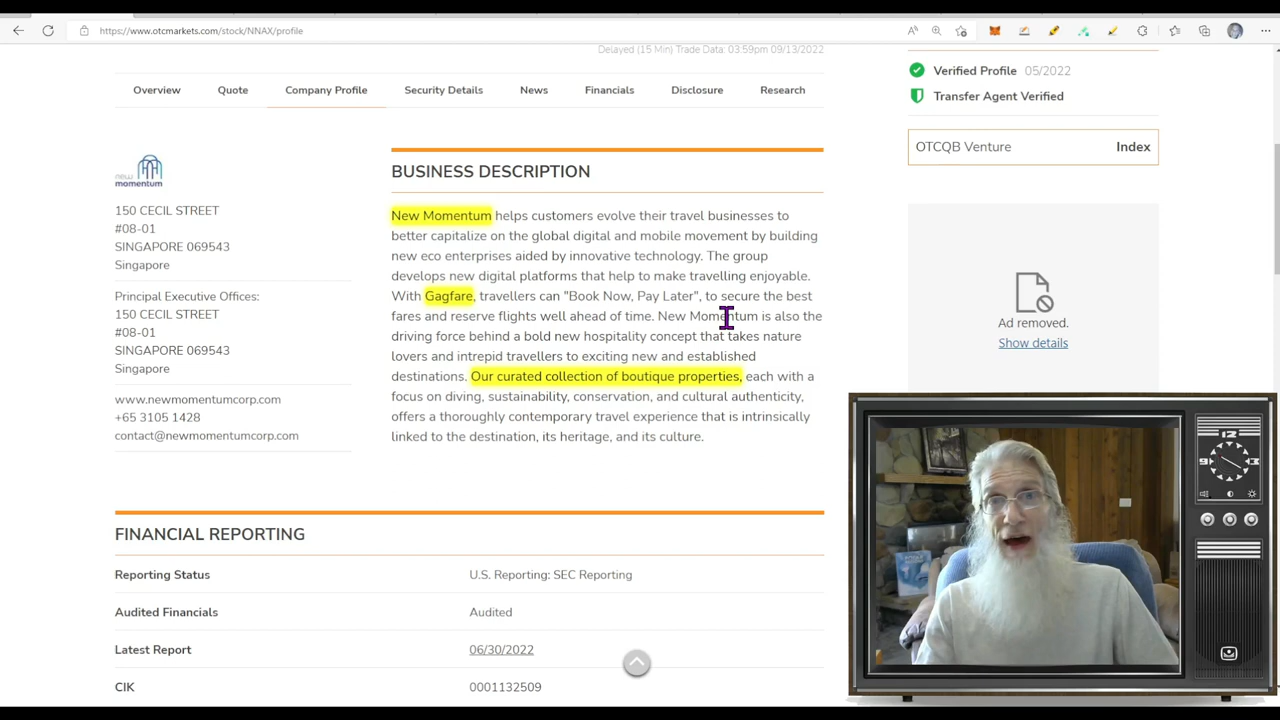 https://www.otcmarkets.com/stock/NNAX/profile
Delayed (15 Min) Trade Data: 03:59pm 09/13/2022
Overview
Quote
Company Profile
Security Details
News
Financials
Disclosure
Research
Verified Profile 05/2022
Transfer Agent Verified
OTCQB Venture
Index
Ad removed.
Show details
new
momentum
150 CECIL STREET
#08-01
SINGAPORE 069543
Singapore
Principal Executive Offices:
150 CECIL STREET
#08-01
SINGAPORE 069543
Singapore
www.newmomentumcorp.com
+65 3105 1428
contact@newmomentumcorp.com
BUSINESS DESCRIPTION
New Momentum helps customers evolve their travel businesses to
better capitalize on the global digital and mobile movement by building
new eco enterprises aided by innovative technology. The group
develops new digital platforms that help to make travelling enjoyable.
With Gagfare, travellers can "Book Now, Pay Later", to secure the best
fares and reserve flights well ahead of time. New Momentum is also the
driving force behind a bold new hospitality concept that takes nature
lovers and intrepid travellers to exciting new and established
destinations. Our curated collection of boutique properties, each with a
focus on diving, sustainability, conservation, and cultural authenticity,
offers a thoroughly contemporary travel experience that is intrinsically
linked to the destination, its heritage, and its culture.
FINANCIAL REPORTING
Reporting Status
U.S. Reporting: SEC Reporting
Audited Financials
Audited
Latest Report
06/30/2022
CIK
0001132509
12
9
3